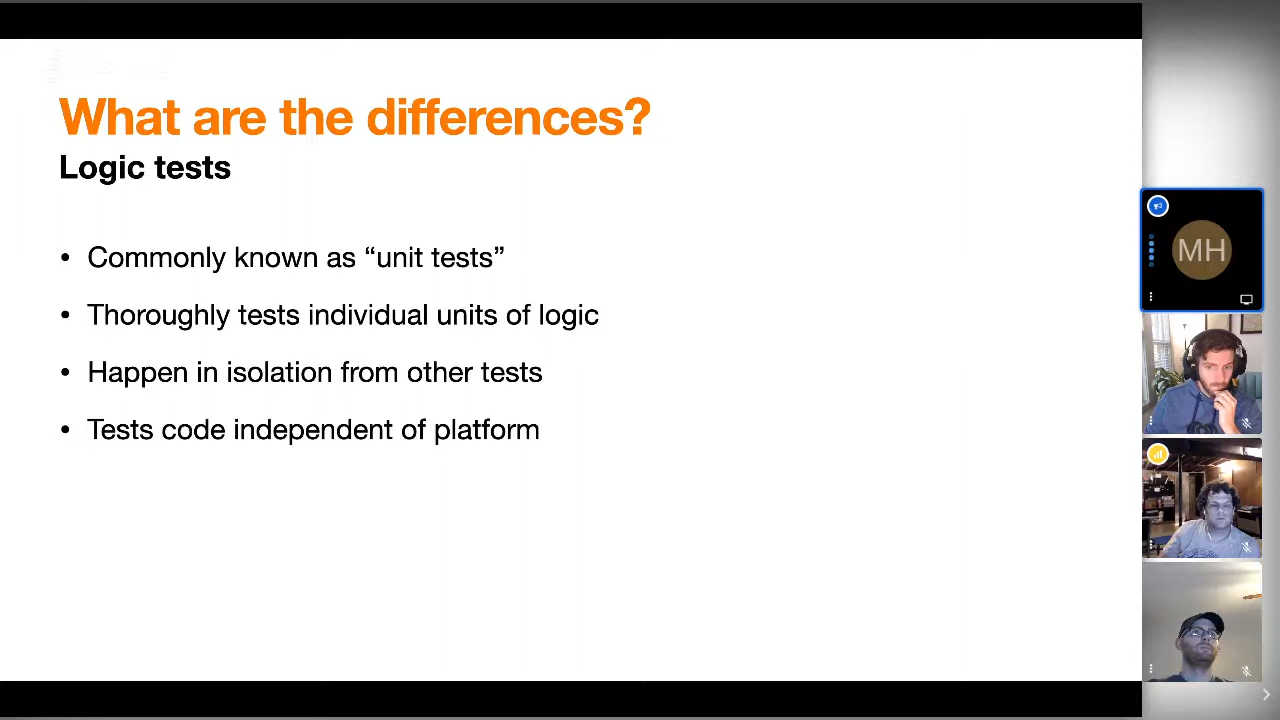 What are the differences?
Logic tests
• Commonly known as “unit tests”
• Thoroughly tests individual units of logic
• Happen in isolation from other tests
• Tests code independent of platform
MH